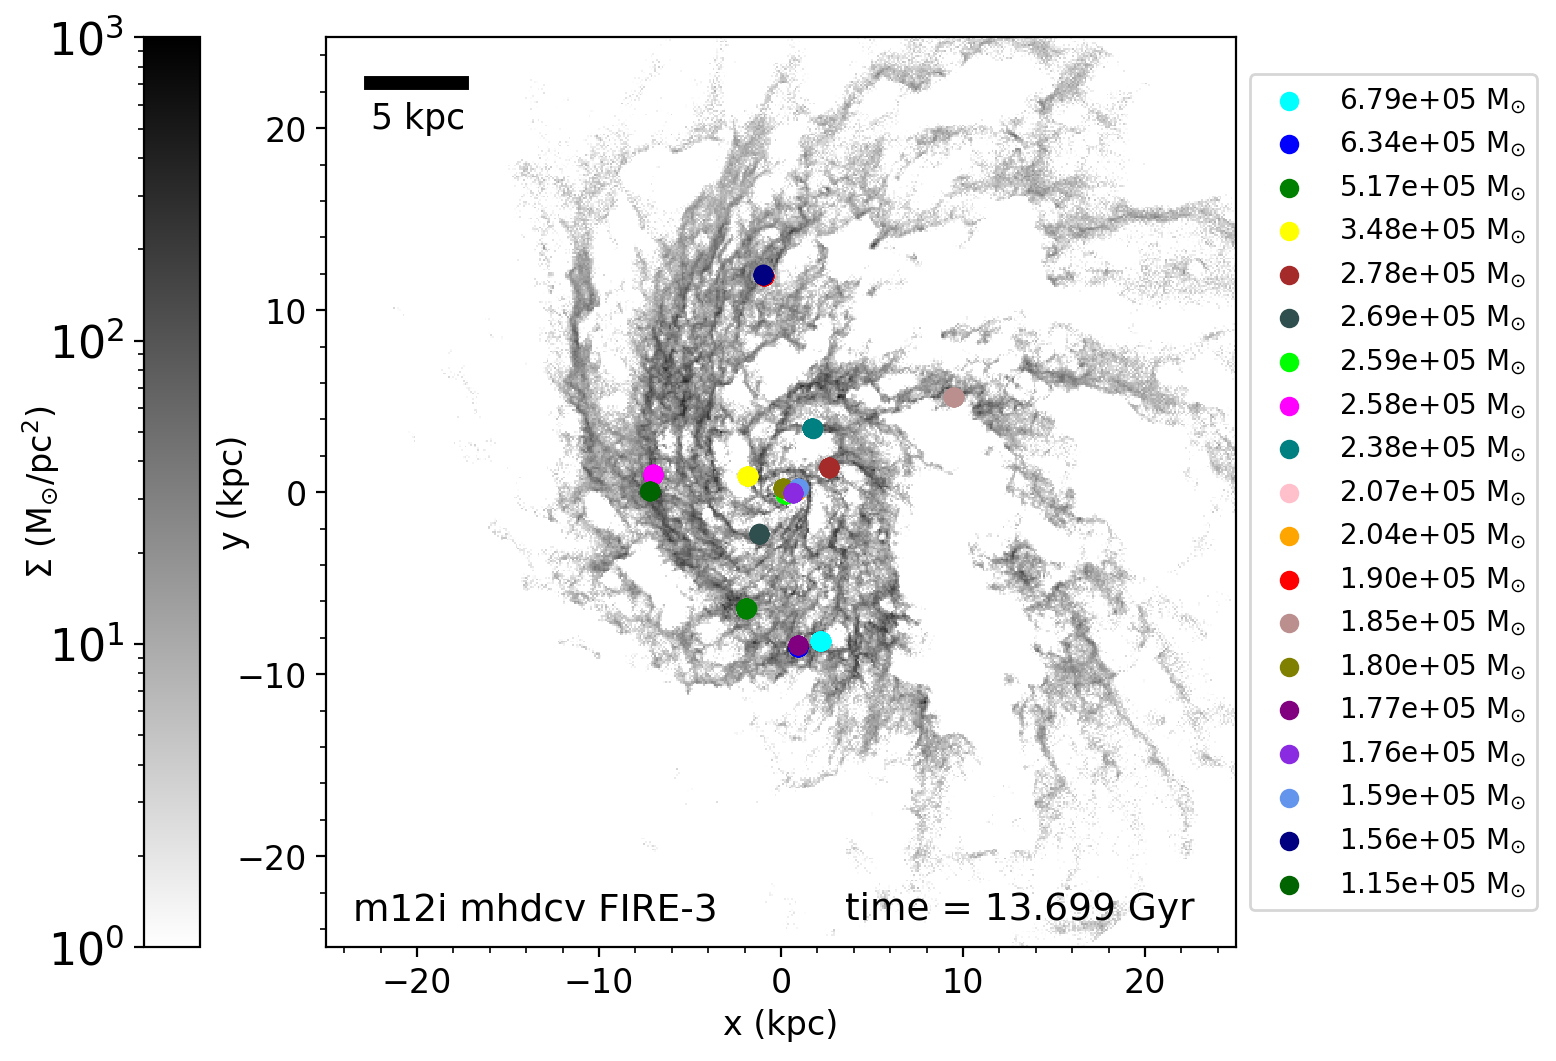 10³
10²
10¹
10⁰
Σ (M⊙/pc²)
y (kpc)
20
10
0
−10
−20
5 kpc
m12i mhdcv FIRE-3
time = 13.699 Gyr
−20
−10
0
10
20
x (kpc)
6.79e+05 M⊙
6.34e+05 M⊙
5.17e+05 M⊙
3.48e+05 M⊙
2.78e+05 M⊙
2.69e+05 M⊙
2.59e+05 M⊙
2.58e+05 M⊙
2.38e+05 M⊙
2.07e+05 M⊙
2.04e+05 M⊙
1.90e+05 M⊙
1.85e+05 M⊙
1.80e+05 M⊙
1.77e+05 M⊙
1.76e+05 M⊙
1.59e+05 M⊙
1.56e+05 M⊙
1.15e+05 M⊙